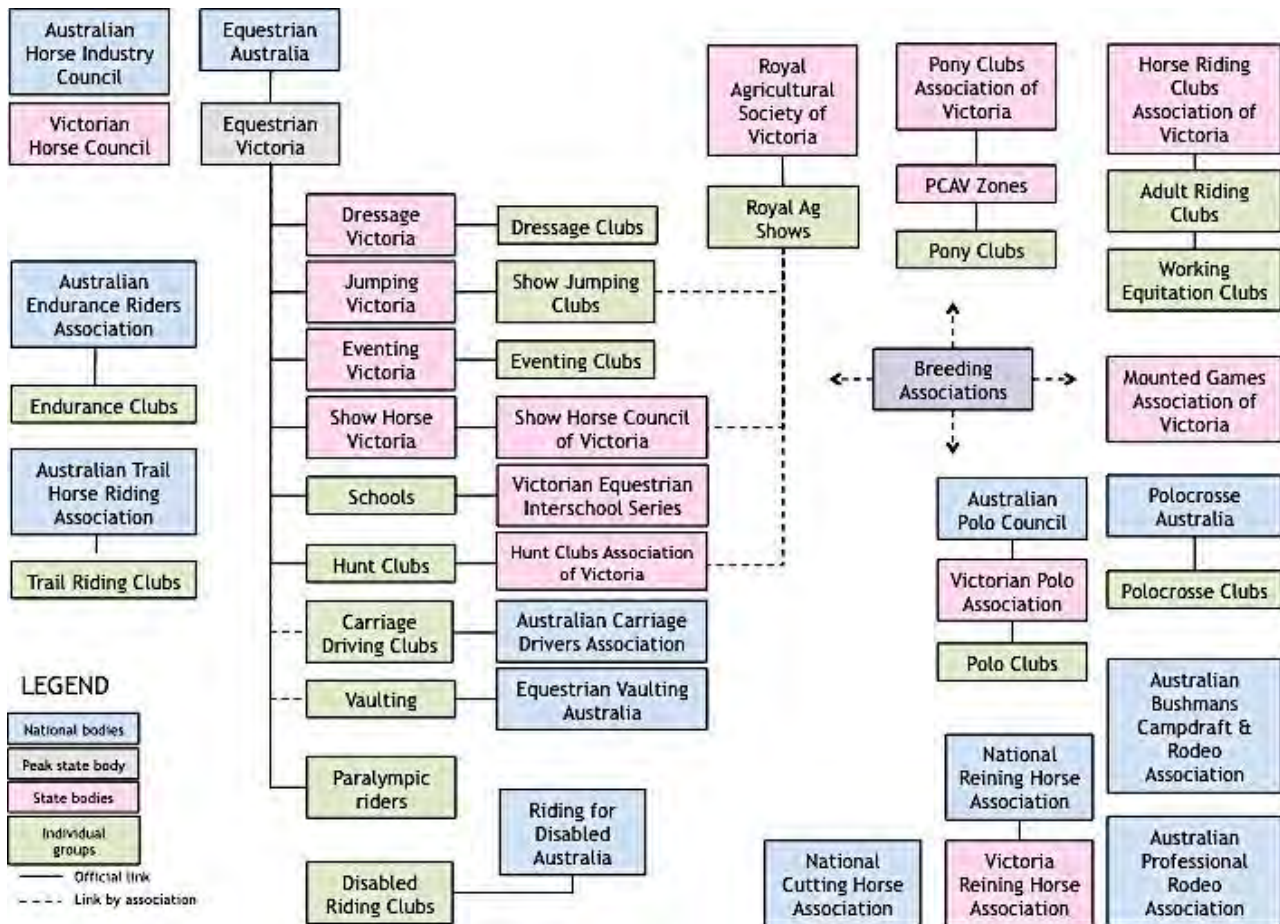 Australian
Horse Industry
Council
Victorian
Horse Council
Equestrian
Australia
Equestrian
Victoria
Australian
Endurance Riders
Association
Endurance Clubs
Australian Trail
Horse Riding
Association
Trail Riding Clubs
Dressage
Victoria
Dressage Clubs
Jumping
Victoria
Show Jumping
Clubs
Eventing
Victoria
Eventing Clubs
Show Horse
Victoria
Show Horse Council
of Victoria
Schools
Victorian Equestrian
Interschool Series
Hunt Clubs
Hunt Clubs Association
of Victoria
Carriage
Driving Clubs
Australian Carriage
Drivers Association
Vaulting
Equestrian Vaulting
Australia
Paralympic
riders
Riding for
Disabled
Australia
Disabled
Riding Clubs
Royal
Agricultural
Society of
Victoria
Royal Ag
Shows
Pony Clubs
Association of
Victoria
PCAV Zones
Pony Clubs
Horse Riding
Clubs
Association of
Victoria
Adult Riding
Clubs
Working
Equitation Clubs
Breeding
Associations
Mounted Games
Association of
Victoria
Australian
Polo Council
Victorian Polo
Association
Polo Clubs
Polocrosse
Australia
Polocrosse Clubs
Australian
Bushmans
Campdraft &
Rodeo
Association
National
Reining Horse
Association
Victoria
Reining Horse
Association
National
Cutting Horse
Association
Australian
Professional
Rodeo
Association
LEGEND
National bodies
Peak state body
State bodies
Individual
groups
Official link
Link by association